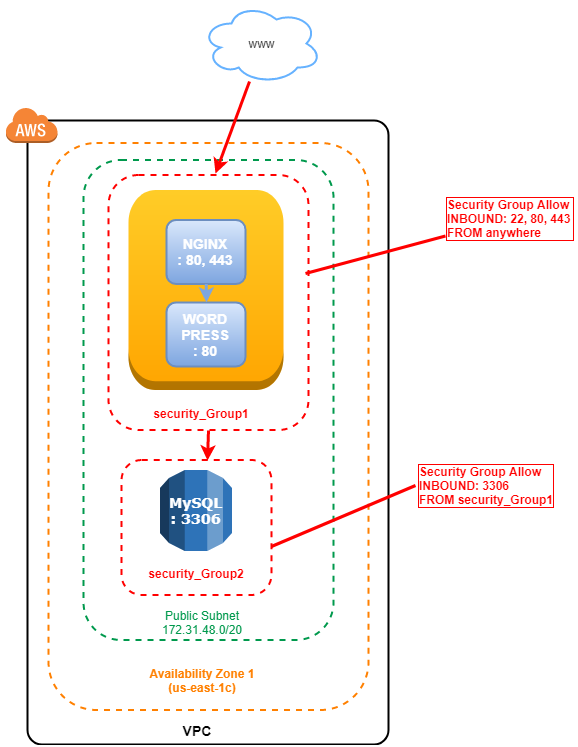 www
AWS
NGINX
: 80, 443
WORD
PRESS
: 80
security_Group1
Security Group Allow
INBOUND: 22, 80, 443
FROM anywhere
MySQL
: 3306
security_Group2
Security Group Allow
INBOUND: 3306
FROM security_Group1
Public Subnet
172.31.48.0/20
Availability Zone 1
(us-east-1c)
VPC